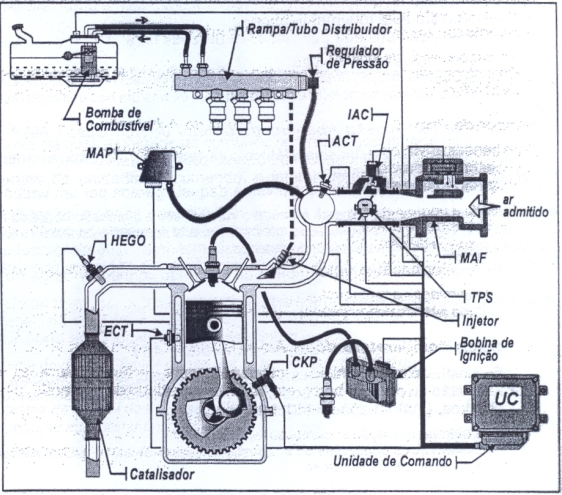 Rampa/Tubo Distribuidor
Regulador
de Pressão
Bomba de
Combustível
IAC
ACT
MAP
ar
admitido
HEGO
MAF
TPS
Injetor
ECT
Bobina de
Ignição
CKP
UC
Catalisador
Unidade de Comando